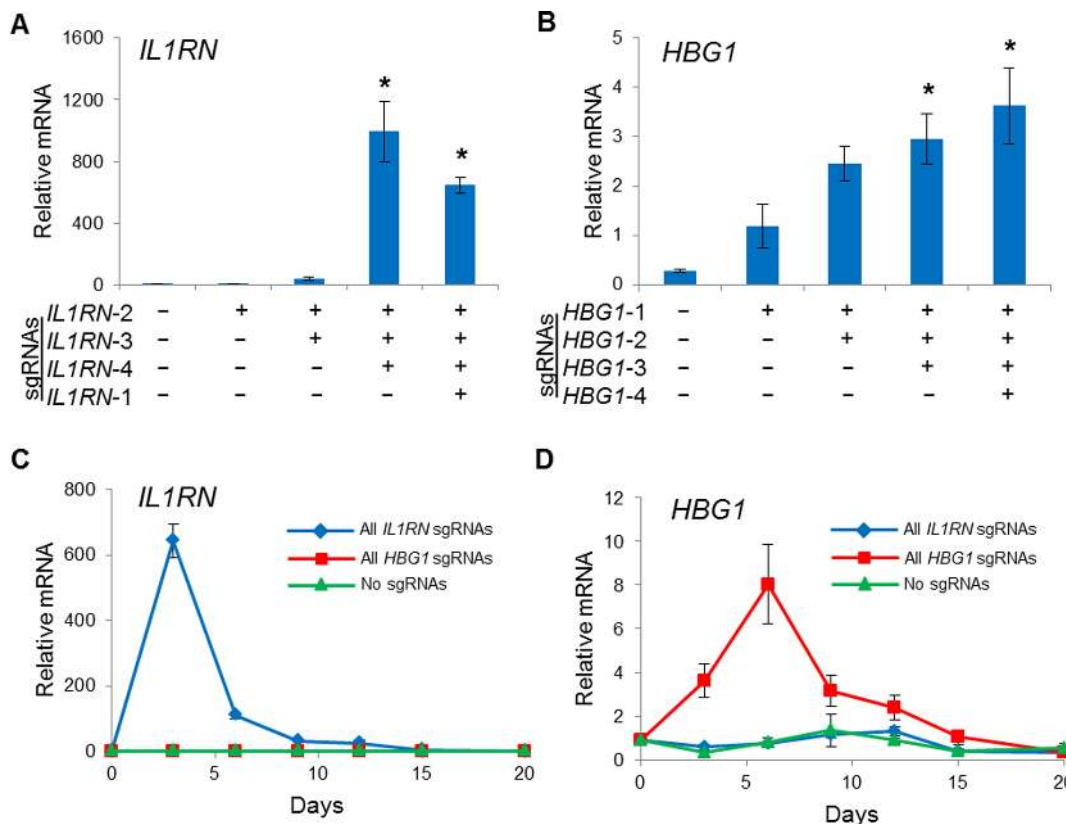 A
IL1RN
Relative mRNA
1600
1200
800
400
0
*
*
sgRNAs
IL1RN-2 – + + + +
IL1RN-3 – – + + +
IL1RN-4 – – – + +
IL1RN-1 – – – – +
B
HBG1
Relative mRNA
5
4
3
2
1
0
*
*
sgRNAs
HBG1-1 – + + + +
HBG1-2 – – + + +
HBG1-3 – – – + +
HBG1-4 – – – – +
C
IL1RN
Relative mRNA
800
600
400
200
0
All IL1RN sgRNAs
All HBG1 sgRNAs
No sgRNAs
0 5 10 15 20
Days
D
HBG1
Relative mRNA
12
10
8
6
4
2
0
All IL1RN sgRNAs
All HBG1 sgRNAs
No sgRNAs
0 5 10 15 20
Days